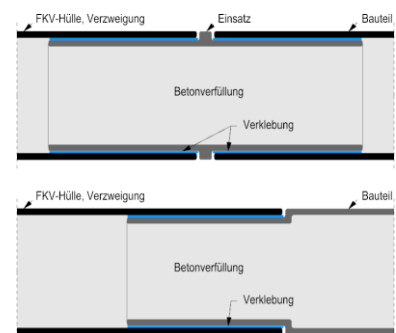 FKV-Hülle, Verzweigung Einsatz Bauteil
Betonverfüllung
Verklebung
FKV-Hülle, Verzweigung Bauteil
Betonverfüllung
Verklebung